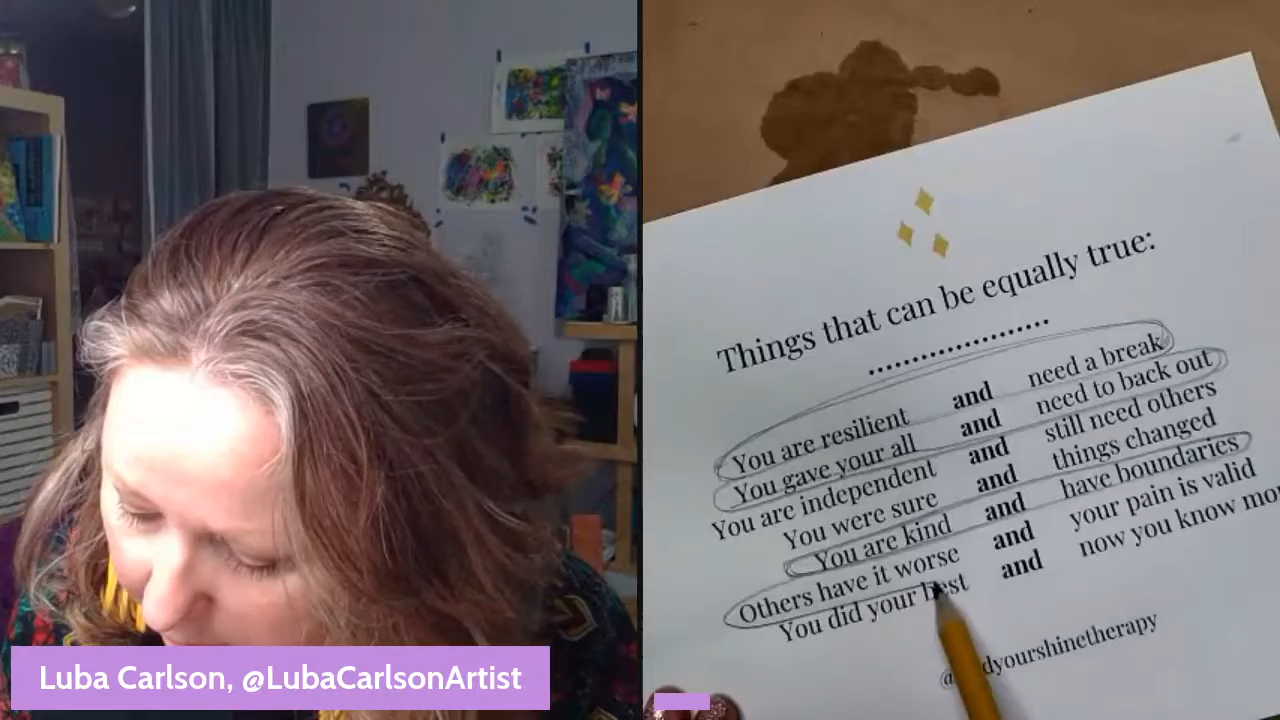 Things that can be equally true:
You are resilient and need a break
You gave your all and need to back out
You are independent and still need others
You were sure and things changed
You are kind and have boundaries
Others have it worse and your pain is valid
You did your best and now you know
dyourshinetherapy
Luba Carlson, @LubaCarlsonArtist